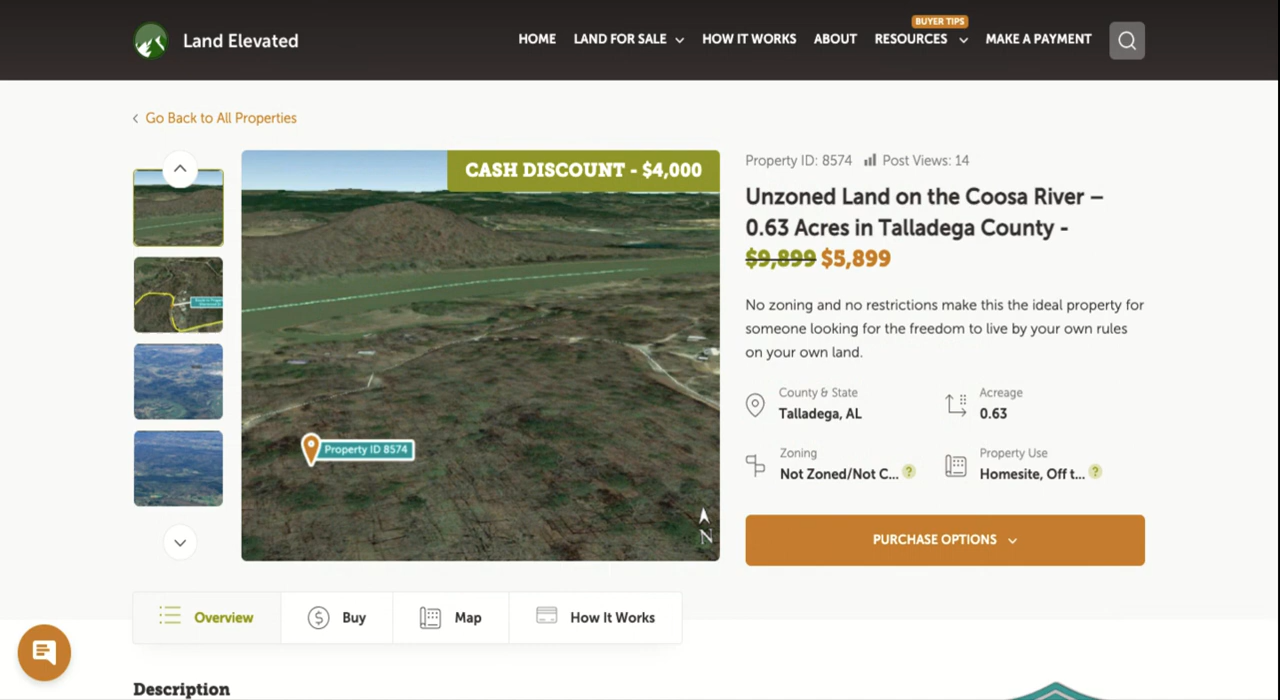 Land Elevated
HOME
LAND FOR SALE
HOW IT WORKS
ABOUT
BUYER TIPS
RESOURCES
MAKE A PAYMENT
Go Back to All Properties
CASH DISCOUNT - $4,000
Property ID 8574
N
Property ID: 8574
Post Views: 14
Unzoned Land on the Coosa River –
0.63 Acres in Talladega County -
$9,899 $5,899
No zoning and no restrictions make this the ideal property for
someone looking for the freedom to live by your own rules
on your own land.
County & State
Talladega, AL
Acreage
0.63
Zoning
Not Zoned/Not C... ?
Property Use
Homesite, Off t... ?
PURCHASE OPTIONS
Overview
Buy
Map
How It Works
Description